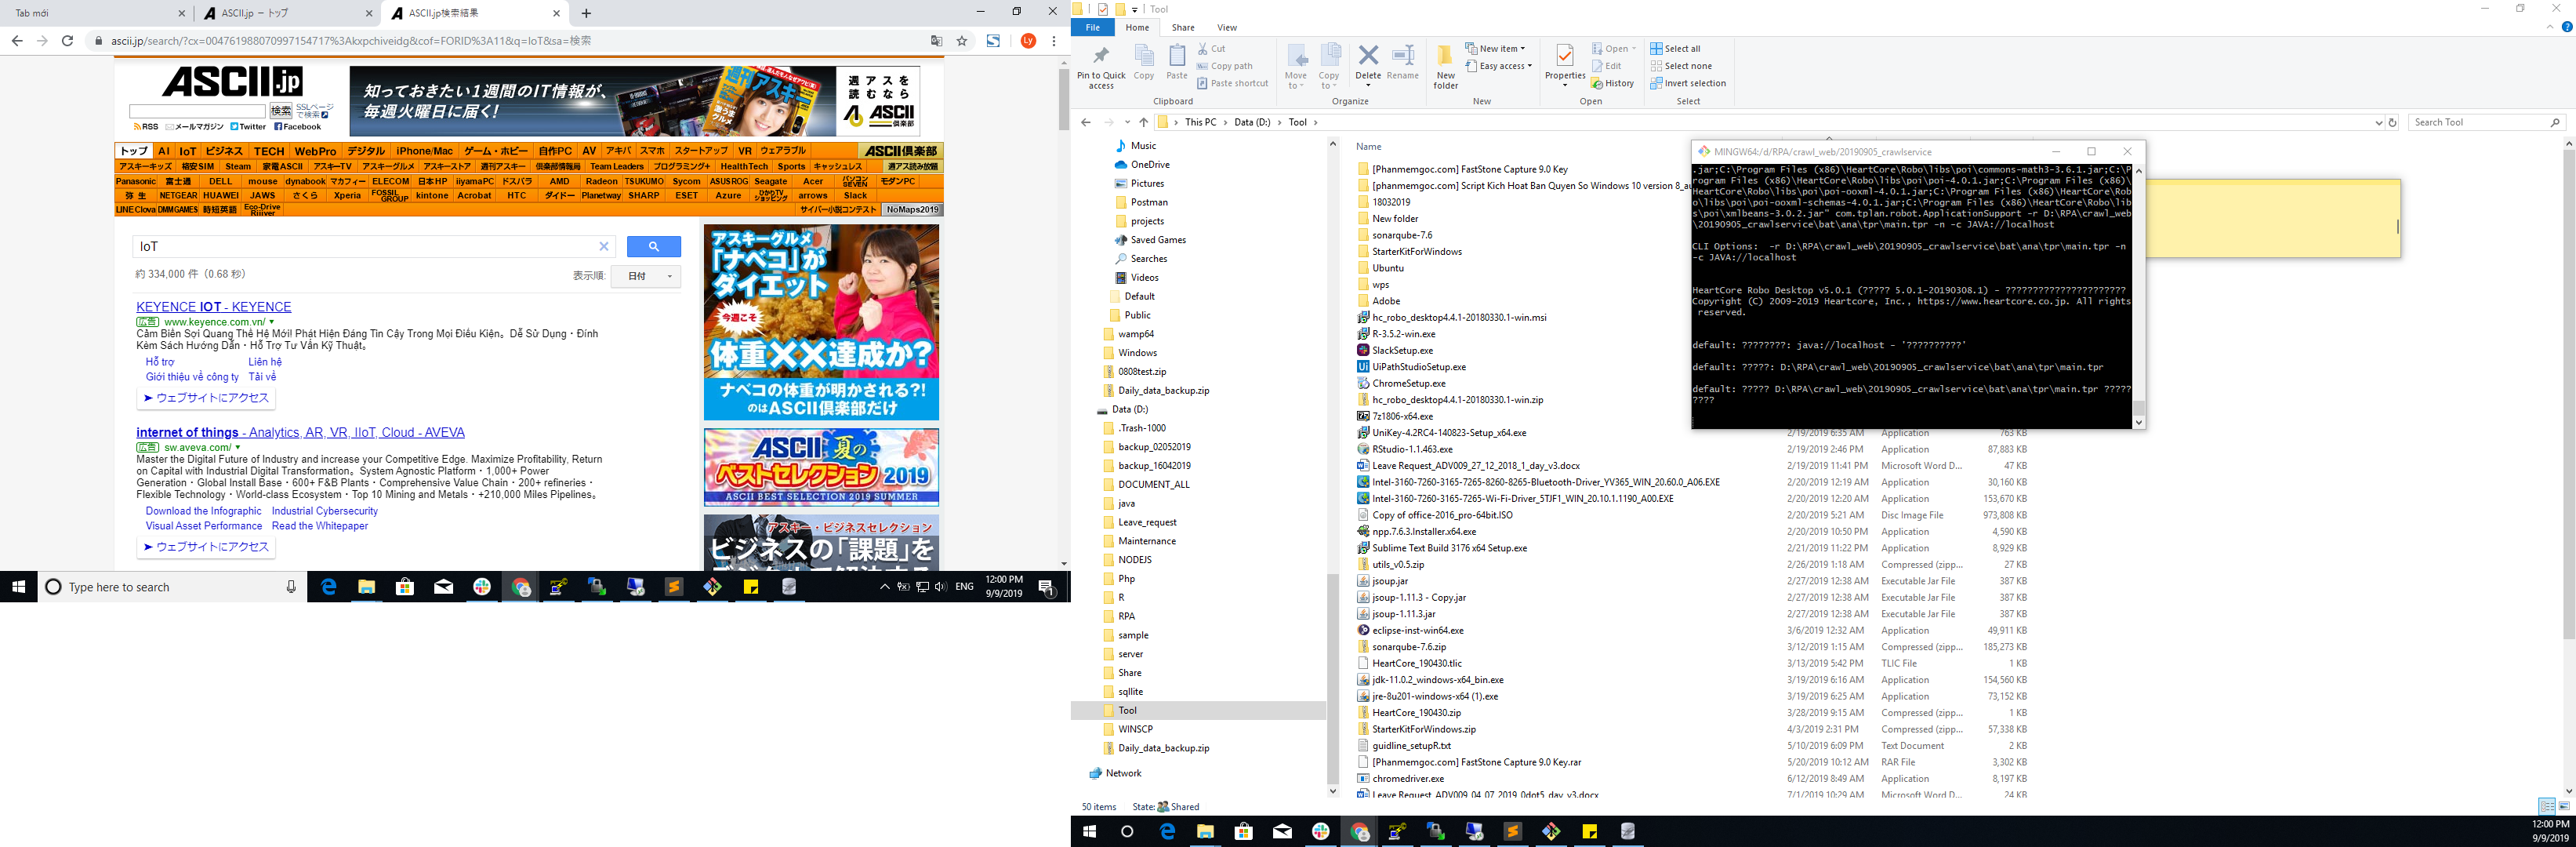 Tab mới
ASCII.jp － トップ
ASCII.jp検索結果
ascii.jp/search/?cx=004761988070997154717%3Akxpchiveidg&cof=FORID%3A11&q=IoT&sa=検索
Ly
ASCII.jp
検索
SSLページで検索
RSS メールマガジン Twitter Facebook
知っておきたい1週間のIT情報が、
毎週火曜日に届く!
週アスを読むなら
ASCII倶楽部
トップ AI IoT ビジネス TECH WebPro デジタル iPhone/Mac ゲーム・ホビー 自作PC AV アキバ スマホ スタートアップ VR ウェアラブル ASCII倶楽部
アスキーキッズ 格安SIM Steam 家電ASCII アスキーTV アスキーグルメ アスキーストア 週刊アスキー 倶楽部情報局 Team Leaders プログラミング+ HealthTech Sports キャッシュレス 週アス読み放題
Panasonic 富士通 DELL mouse dynabook マカフィー ELECOM 日本HP iiyamaPC ドスパラ AMD Radeon TSUKUMO Sycom ASUSROG Seagate Acer パソコンSEVEN モダンPC
弥生 NETGEAR HUAWEI JAWS さくら Xperia FOSSIL GROUP kintone Acrobat HTC ダイドー Planetway SHARP ESET Azure ひかりTVショッピング arrows Slack
LINE Clova DMMGAMES 時短英語 Eco-Drive Riiiver サイバー小説コンテスト NoMaps2019
IoT
約 334,000 件 (0.68 秒)
表示順: 日付
KEYENCE IOT - KEYENCE
広告 www.keyence.com.vn/
Cảm Biến Sợi Quang Thế Hệ Mới! Phát Hiện Đáng Tin Cậy Trong Mọi Điều Kiện。Dễ Sử Dụng・Đính
Kèm Sách Hướng Dẫn・Hỗ Trợ Tư Vấn Kỹ Thuật。
Hỗ trợ Liên hệ
Giới thiệu về công ty Tải về
➤ ウェブサイトにアクセス
internet of things - Analytics, AR, VR, IIoT, Cloud - AVEVA
広告 sw.aveva.com/
Master the Digital Future of Industry and increase your Competitive Edge. Maximize Profitability, Return
on Capital with Industrial Digital Transformation。System Agnostic Platform・1,000+ Power
Generation・Global Install Base・600+ F&B Plants・Comprehensive Value Chain・200+ refineries・
Flexible Technology・World-class Ecosystem・Top 10 Mining and Metals・+210,000 Miles Pipelines。
Download the Infographic Industrial Cybersecurity
Visual Asset Performance Read the Whitepaper
➤ ウェブサイトにアクセス
アスキーグルメ
「ナベコ」が
ダイエット
今週こそ
体重××達成か?
ナベコの体重が明かされる?!
のはASCII倶楽部だけ
ASCII夏の
ベストセレクション2019
ASCII BEST SELECTION 2019 SUMMER
アスキー・ビジネスセレクション
ビジネスの「課題」を
Type here to search
ENG
12:00 PM
9/9/2019
1
Tool
File Home Share View
Pin to Quick access
Copy
Paste
Cut
Copy path
Paste shortcut
Clipboard
Move to
Copy to
Delete
Rename
Organize
New folder
New item
Easy access
New
Properties
Open
Edit
History
Open
Select all
Select none
Invert selection
Select
This PC > Data (D:) > Tool
Search Tool
Music
OneDrive
Pictures
Postman
projects
Saved Games
Searches
Videos
Default
Public
wamp64
Windows
0808test.zip
Daily_data_backup.zip
Data (D:)
.Trash-1000
backup_02052019
backup_16042019
DOCUMENT_ALL
java
Leave_request
Mainternance
NODEJS
Php
R
RPA
sample
server
Share
sqllite
Tool
WINSCP
Daily_data_backup.zip
Network
Name
[Phanmemgoc.com] FastStone Capture 9.0 Key
[phanmemgoc.com] Script Kich Hoat Ban Quyen So Windows 10 version 8_au
18032019
New folder
sonarqube-7.6
StarterKitForWindows
Ubuntu
wps
Adobe
hc_robo_desktop4.4.1-20180330.1-win.msi
R-3.5.2-win.exe
SlackSetup.exe
UiPathStudioSetup.exe
ChromeSetup.exe
hc_robo_desktop4.4.1-20180330.1-win.zip
7z1806-x64.exe
UniKey-4.2RC4-140823-Setup_x64.exe 2/19/2019 6:35 AM Application 763 KB
RStudio-1.1.463.exe 2/19/2019 2:46 PM Application 87,883 KB
Leave Request_ADV009_27_12_2018_1_day_v3.docx 2/19/2019 11:41 PM Microsoft Word D... 47 KB
Intel-3160-7260-3165-7265-8260-8265-Bluetooth-Driver_YV365_WIN_20.60.0_A06.EXE 2/20/2019 12:19 AM Application 30,160 KB
Intel-3160-7260-3165-7265-Wi-Fi-Driver_5TJF1_WIN_20.10.1.1190_A00.EXE 2/20/2019 12:20 AM Application 153,670 KB
Copy of office-2016_pro-64bit.ISO 2/20/2019 5:21 AM Disc Image File 973,808 KB
npp.7.6.3.Installer.x64.exe 2/20/2019 10:50 PM Application 4,590 KB
Sublime Text Build 3176 x64 Setup.exe 2/21/2019 11:22 PM Application 8,929 KB
utils_v0.5.zip 2/26/2019 1:18 AM Compressed (zipp... 27 KB
jsoup.jar 2/27/2019 12:38 AM Executable Jar File 387 KB
jsoup-1.11.3 - Copy.jar 2/27/2019 12:38 AM Executable Jar File 387 KB
jsoup-1.11.3.jar 2/27/2019 12:38 AM Executable Jar File 387 KB
eclipse-inst-win64.exe 3/6/2019 12:32 AM Application 49,911 KB
sonarqube-7.6.zip 3/12/2019 1:15 AM Compressed (zipp... 185,273 KB
HeartCore_190430.tlic 3/13/2019 5:42 PM TLIC File 1 KB
jdk-11.0.2_windows-x64_bin.exe 3/19/2019 6:16 AM Application 154,560 KB
jre-8u201-windows-x64 (1).exe 3/19/2019 6:25 AM Application 73,152 KB
HeartCore_190430.zip 3/28/2019 9:15 AM Compressed (zipp... 1 KB
StarterKitForWindows.zip 4/3/2019 2:31 PM Compressed (zipp... 57,338 KB
guidline_setupR.txt 5/10/2019 6:09 PM Text Document 2 KB
[Phanmemgoc.com] FastStone Capture 9.0 Key.rar 5/20/2019 10:12 AM RAR File 3,302 KB
chromedriver.exe 6/12/2019 8:49 AM Application 8,197 KB
Leave Request_ADV009_04_07_2019_0dot5_day_v3.docx 7/1/2019 10:29 AM Microsoft Word D... 24 KB
MINGW64:/d/RPA/crawl_web/20190905_crawlservice
.jar;C:\Program Files (x86)\HeartCore\Robo\libs\poi\commons-math3-3.6.1.jar;C:\P
rogram Files (x86)\HeartCore\Robo\libs\poi\poi-4.0.1.jar;C:\Program Files (x86)\
HeartCore\Robo\libs\poi\poi-ooxml-4.0.1.jar;C:\Program Files (x86)\HeartCore\Rob
o\libs\poi\poi-ooxml-schemas-4.0.1.jar;C:\Program Files (x86)\HeartCore\Robo\lib
s\poi\xmlbeans-3.0.2.jar" com.tplan.robot.ApplicationSupport -r D:\RPA\crawl_web
\20190905_crawlservice\bat\ana\tpr\main.tpr -n -c JAVA://localhost
CLI Options:  -r D:\RPA\crawl_web\20190905_crawlservice\bat\ana\tpr\main.tpr -n
-c JAVA://localhost
HeartCore Robo Desktop v5.0.1 (????? 5.0.1-20190308.1) - ???????????????????????
Copyright (C) 2009-2019 Heartcore, Inc., https://www.heartcore.co.jp. All rights
reserved.
default: ????????: java://localhost - '??????????'
default: ?????: D:\RPA\crawl_web\20190905_crawlservice\bat\ana\tpr\main.tpr
default: ????? D:\RPA\crawl_web\20190905_crawlservice\bat\ana\tpr\main.tpr ?????
????
50 items State: Shared
12:00 PM
9/9/2019